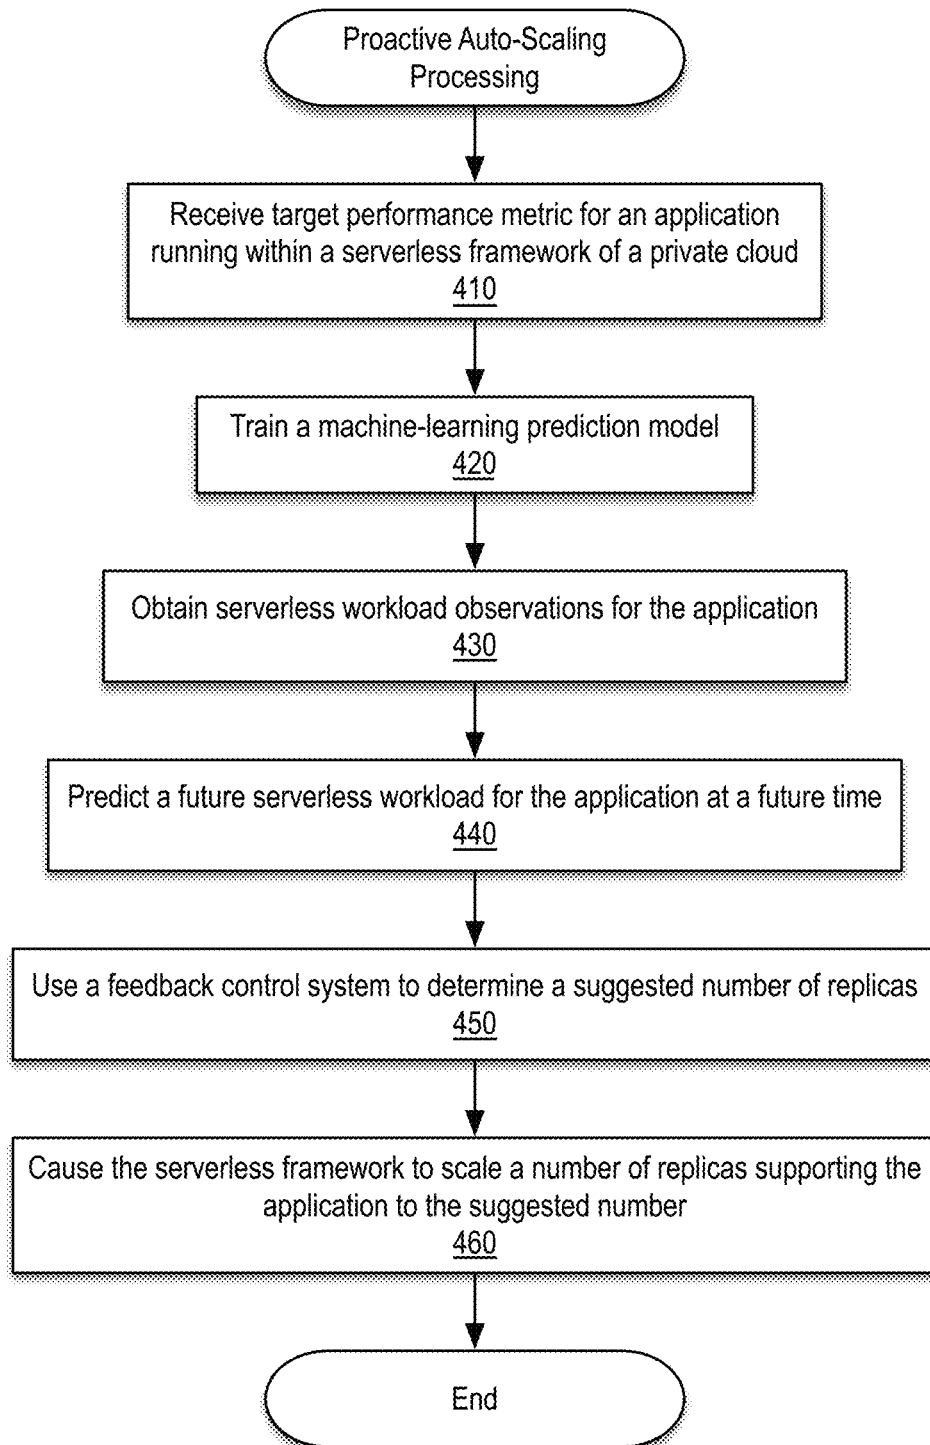 Proactive Auto-Scaling
Processing
Receive target performance metric for an application
running within a serverless framework of a private cloud
410
Train a machine-learning prediction model
420
Obtain serverless workload observations for the application
430
Predict a future serverless workload for the application at a future time
440
Use a feedback control system to determine a suggested number of replicas
450
Cause the serverless framework to scale a number of replicas supporting the
application to the suggested number
460
End